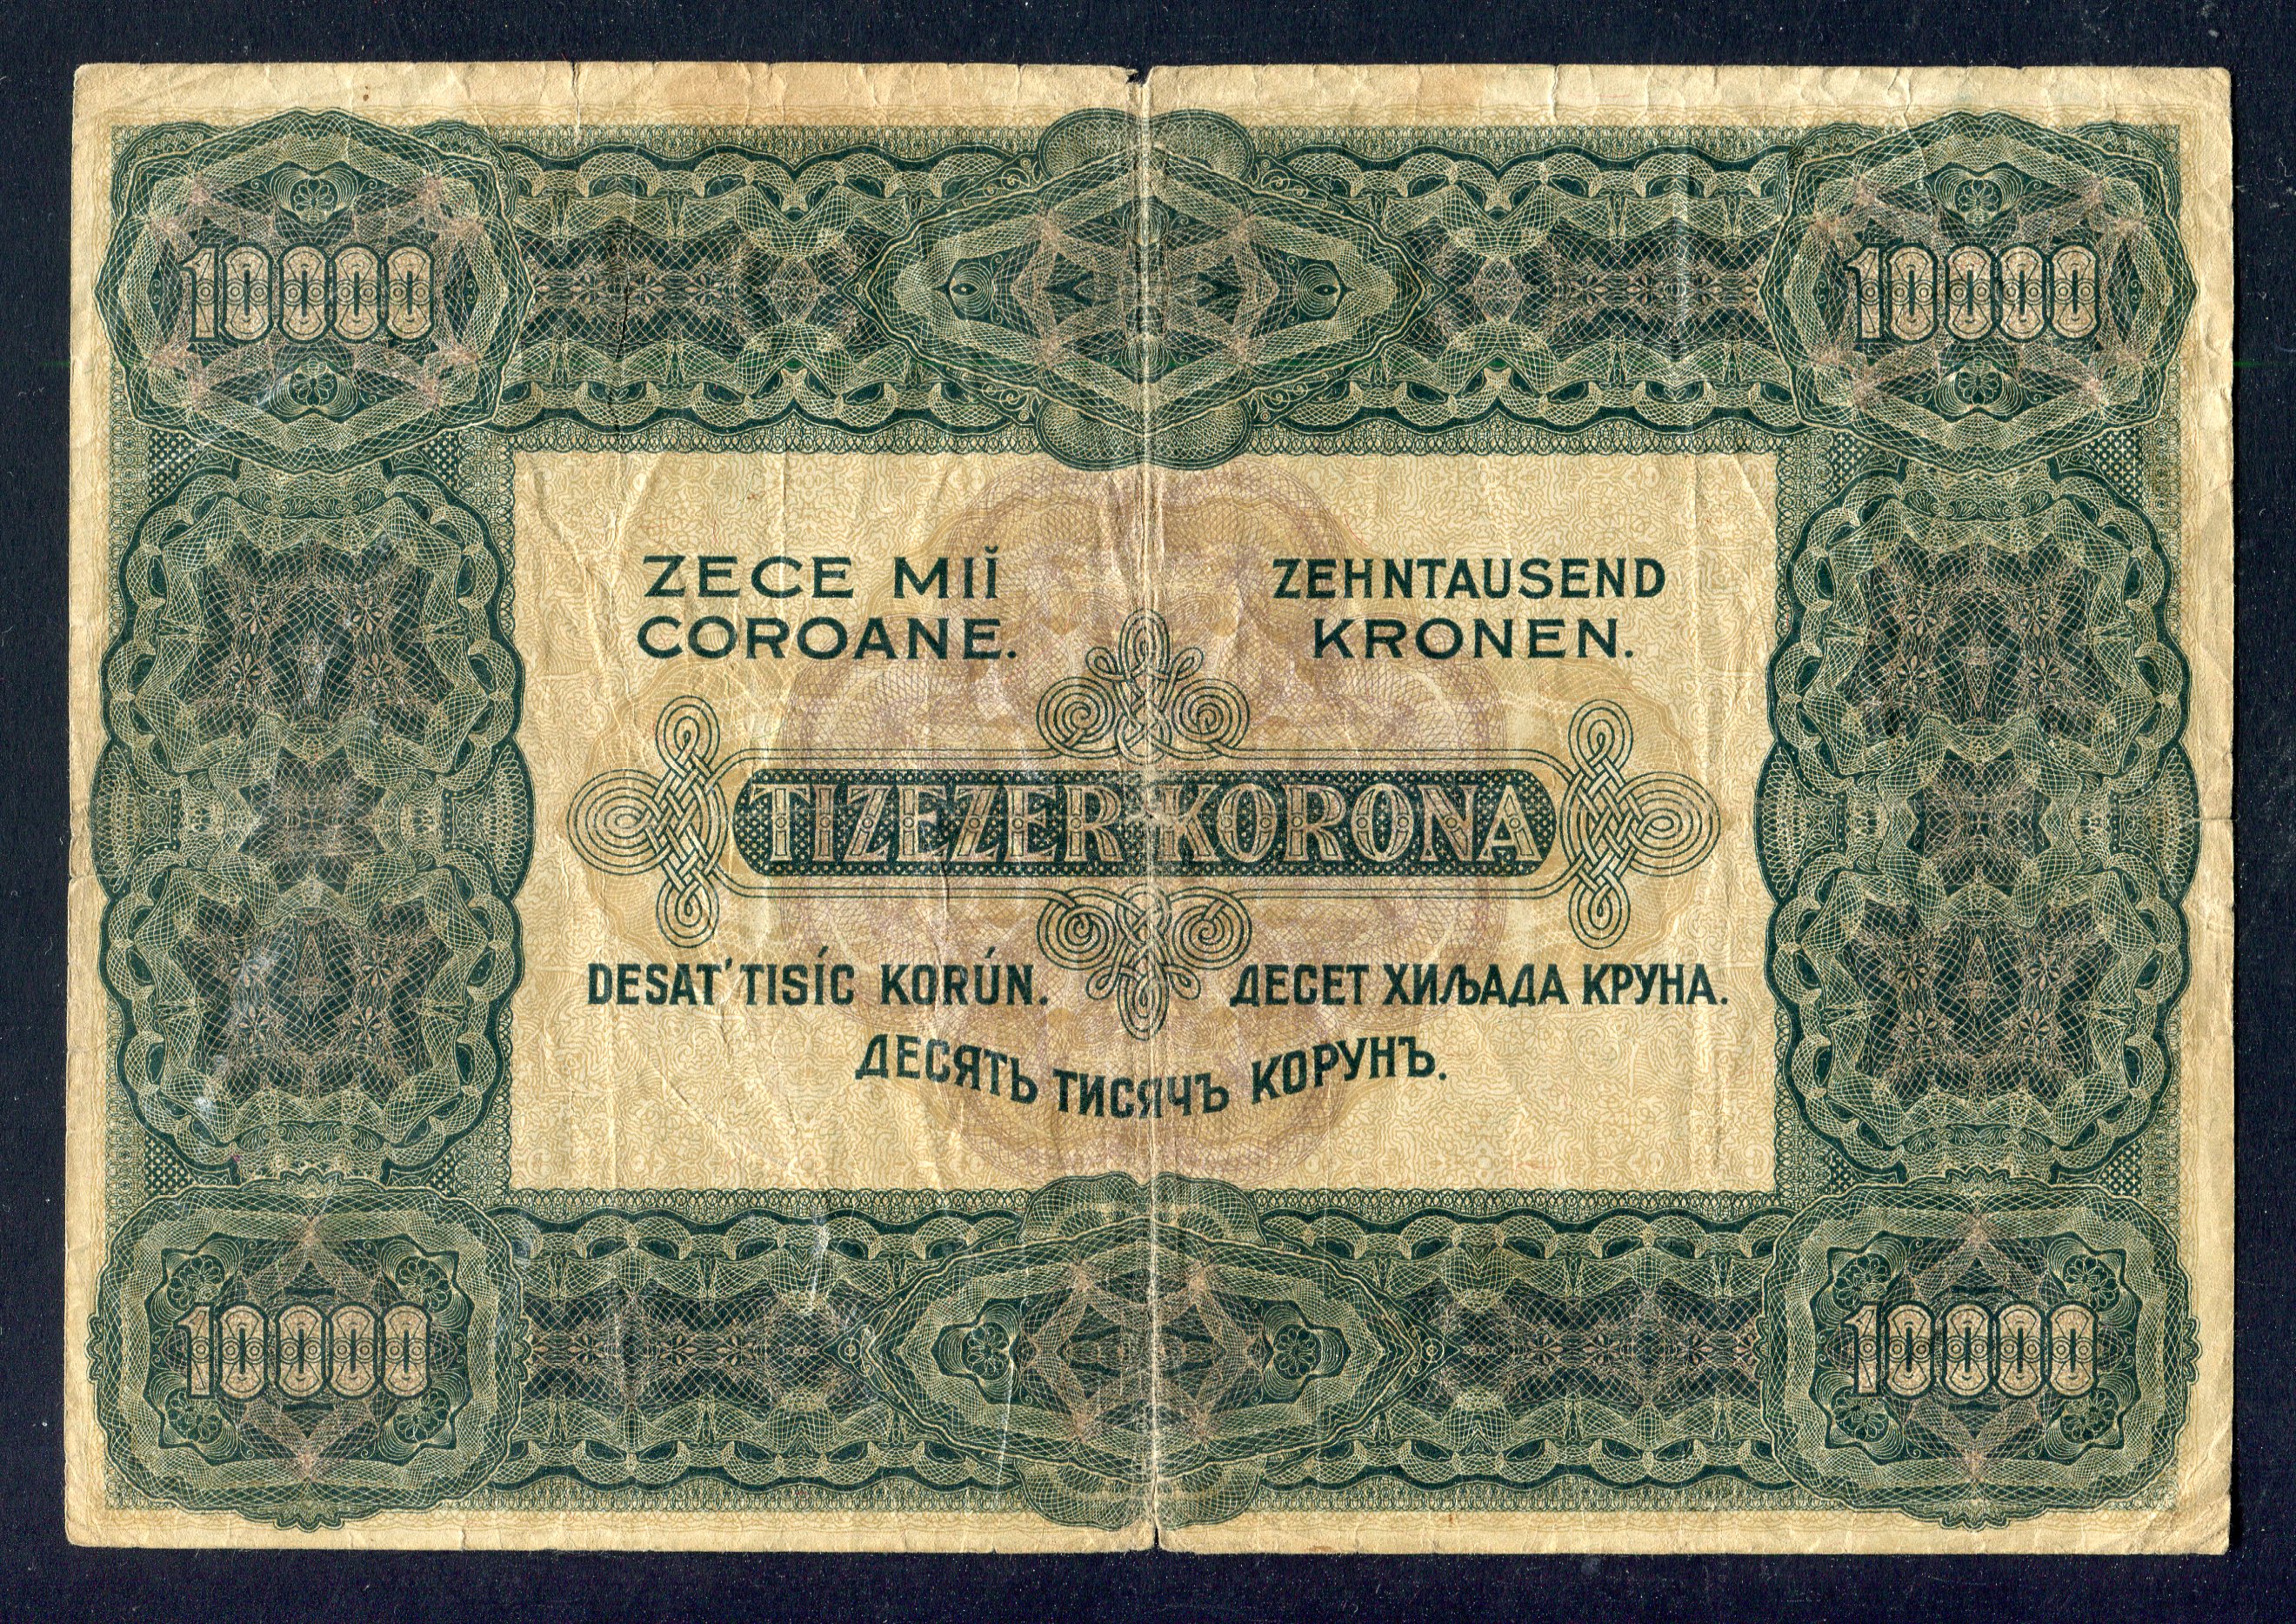 10000
10000
ZECE MIĬ
COROANE.
ZEHNTAUSEND
KRONEN.
TIZEZER KORONA
DESAT' TISÍC KORÚN.
ДЕСЕТ ХИЉАДА КРУНА.
ДЕСЯТЬ ТИСЯЧЪ КОРУНЪ.
10000
10000